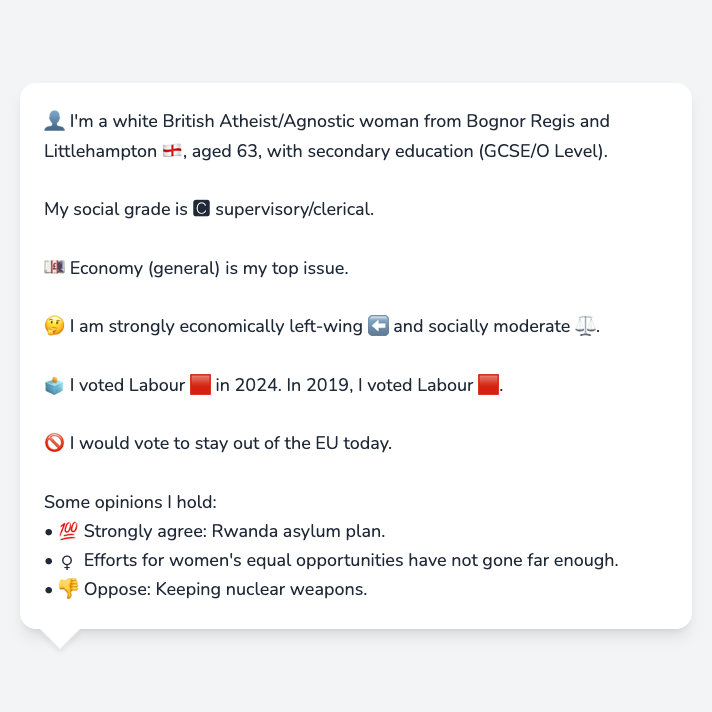 👤 I'm a white British Atheist/Agnostic woman from Bognor Regis and
Littlehampton 🏴󠁧󠁢󠁥󠁮󠁧󠁿, aged 63, with secondary education (GCSE/O Level).
My social grade is 🅲 supervisory/clerical.
💷 Economy (general) is my top issue.
🤔 I am strongly economically left-wing ⬅️ and socially moderate ⚖️.
🗳️ I voted Labour 🟥 in 2024. In 2019, I voted Labour 🟥.
🚫 I would vote to stay out of the EU today.
Some opinions I hold:
• 💯 Strongly agree: Rwanda asylum plan.
• ♀ Efforts for women's equal opportunities have not gone far enough.
• 👎 Oppose: Keeping nuclear weapons.